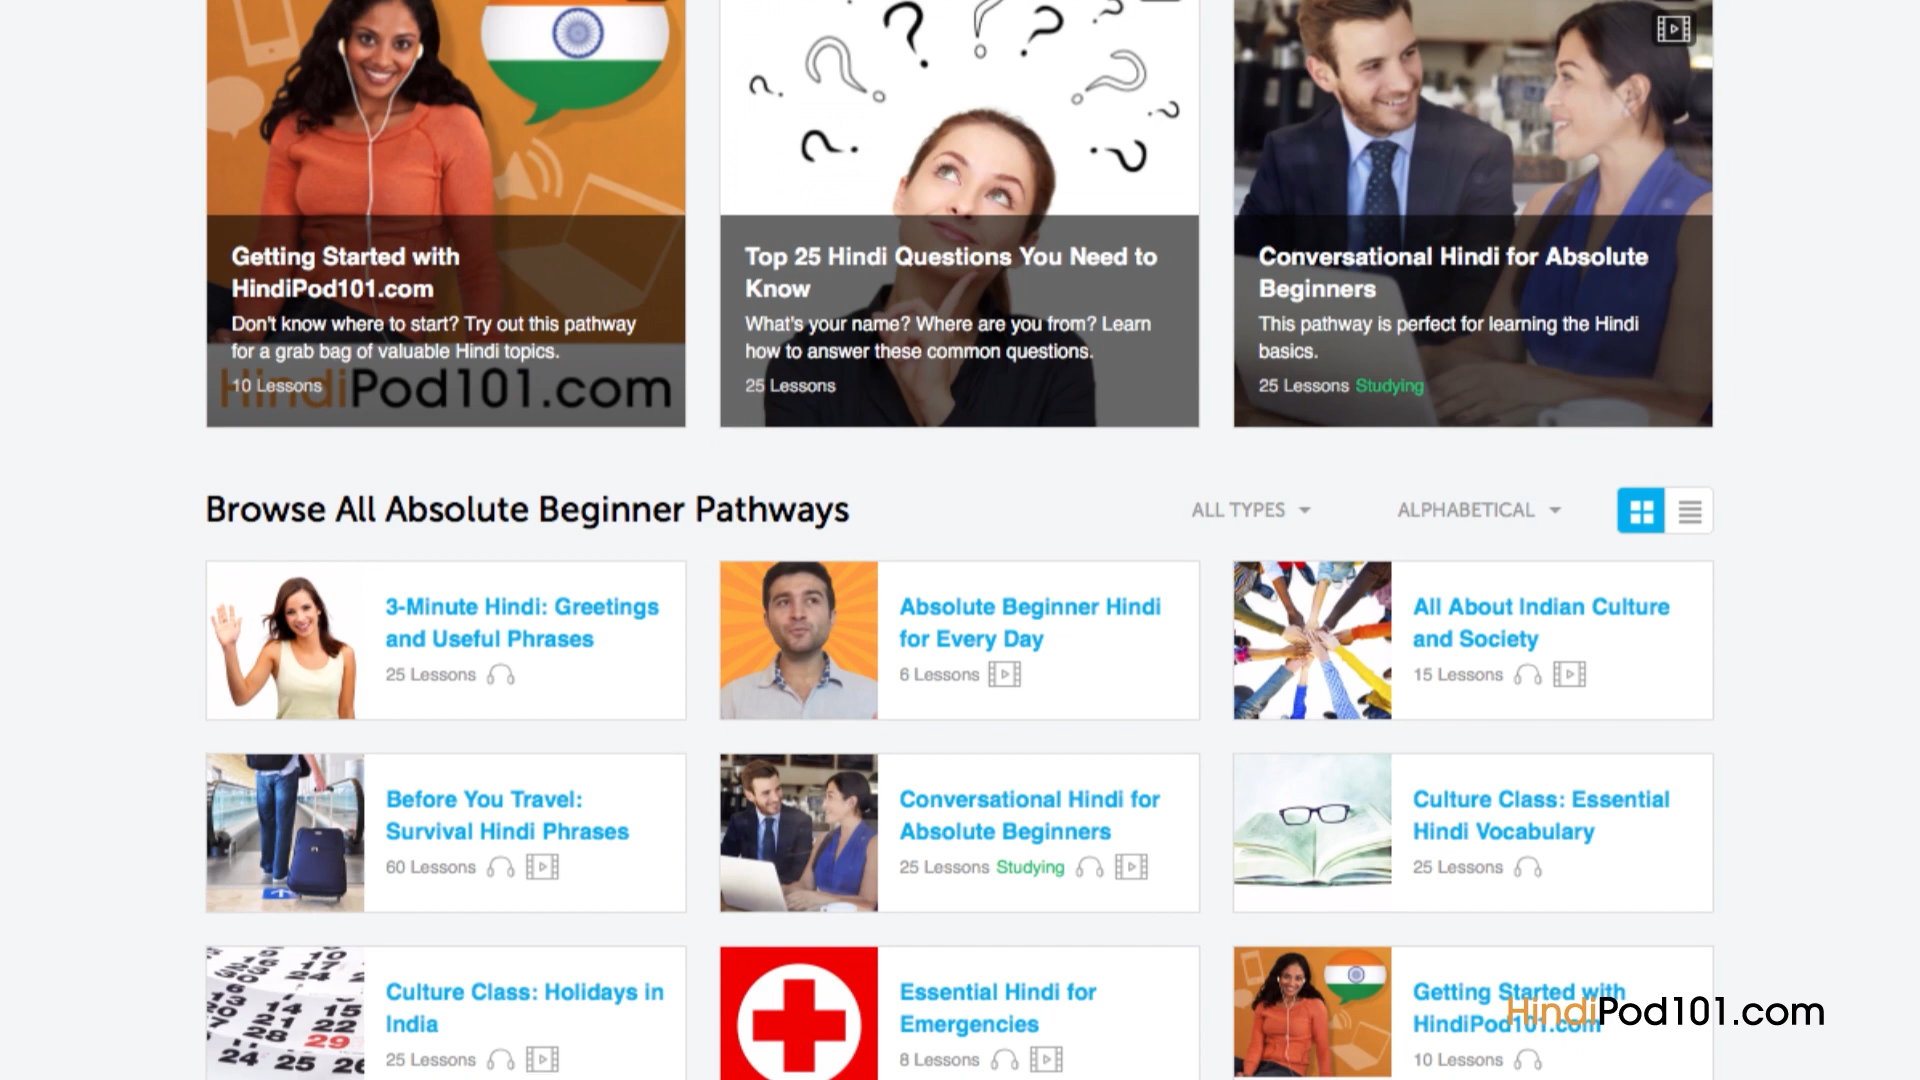 Getting Started with
HindiPod101.com
Don't know where to start? Try out this pathway
for a grab bag of valuable Hindi topics.
10 Lessons
HindiPod101.com
Top 25 Hindi Questions You Need to
Know
What's your name? Where are you from? Learn
how to answer these common questions.
25 Lessons
Conversational Hindi for Absolute
Beginners
This pathway is perfect for learning the Hindi
basics.
25 Lessons Studying
Browse All Absolute Beginner Pathways
ALL TYPES
ALPHABETICAL
3-Minute Hindi: Greetings
and Useful Phrases
25 Lessons
Absolute Beginner Hindi
for Every Day
6 Lessons
All About Indian Culture
and Society
15 Lessons
Before You Travel:
Survival Hindi Phrases
60 Lessons
Conversational Hindi for
Absolute Beginners
25 Lessons Studying
Culture Class: Essential
Hindi Vocabulary
25 Lessons
Culture Class: Holidays in
India
25 Lessons
Essential Hindi for
Emergencies
8 Lessons
Getting Started with
HindiPod101.com
10 Lessons
HindiPod101.com